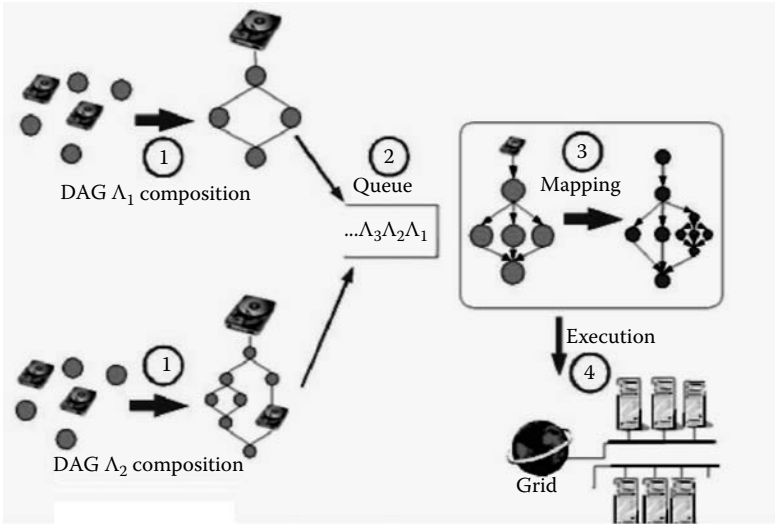 1
DAG Λ1 composition
2
Queue
...Λ3Λ2Λ1
3
Mapping
1
DAG Λ2 composition
Execution
4
Grid